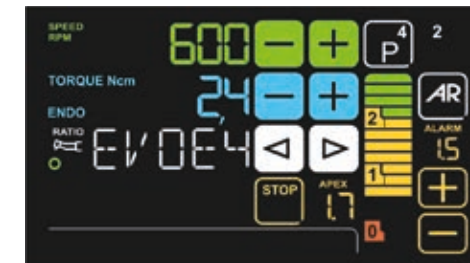 SPEED
RPM
600
− +
P 4
2
TORQUE Ncm
2,4
− +
AR
ENDO
2
RATIO
EV0E4
ALARM
1.5
1
STOP
APEX
1.7
+
0
−